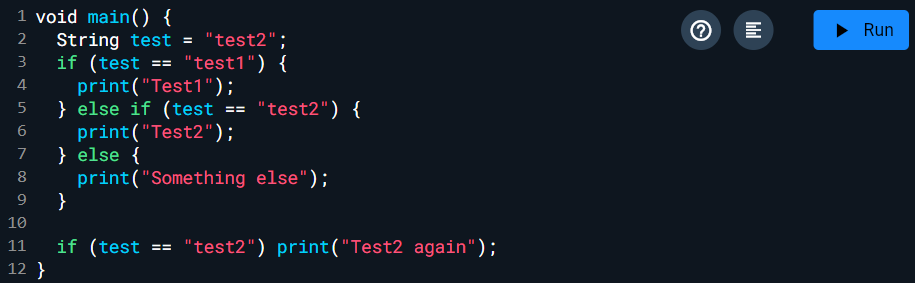 1 void main() {
2   String test = "test2";
3   if (test == "test1") {
4     print("Test1");
5   } else if (test == "test2") {
6     print("Test2");
7   } else {
8     print("Something else");
9   }
10
11   if (test == "test2") print("Test2 again");
12 }
?
Run